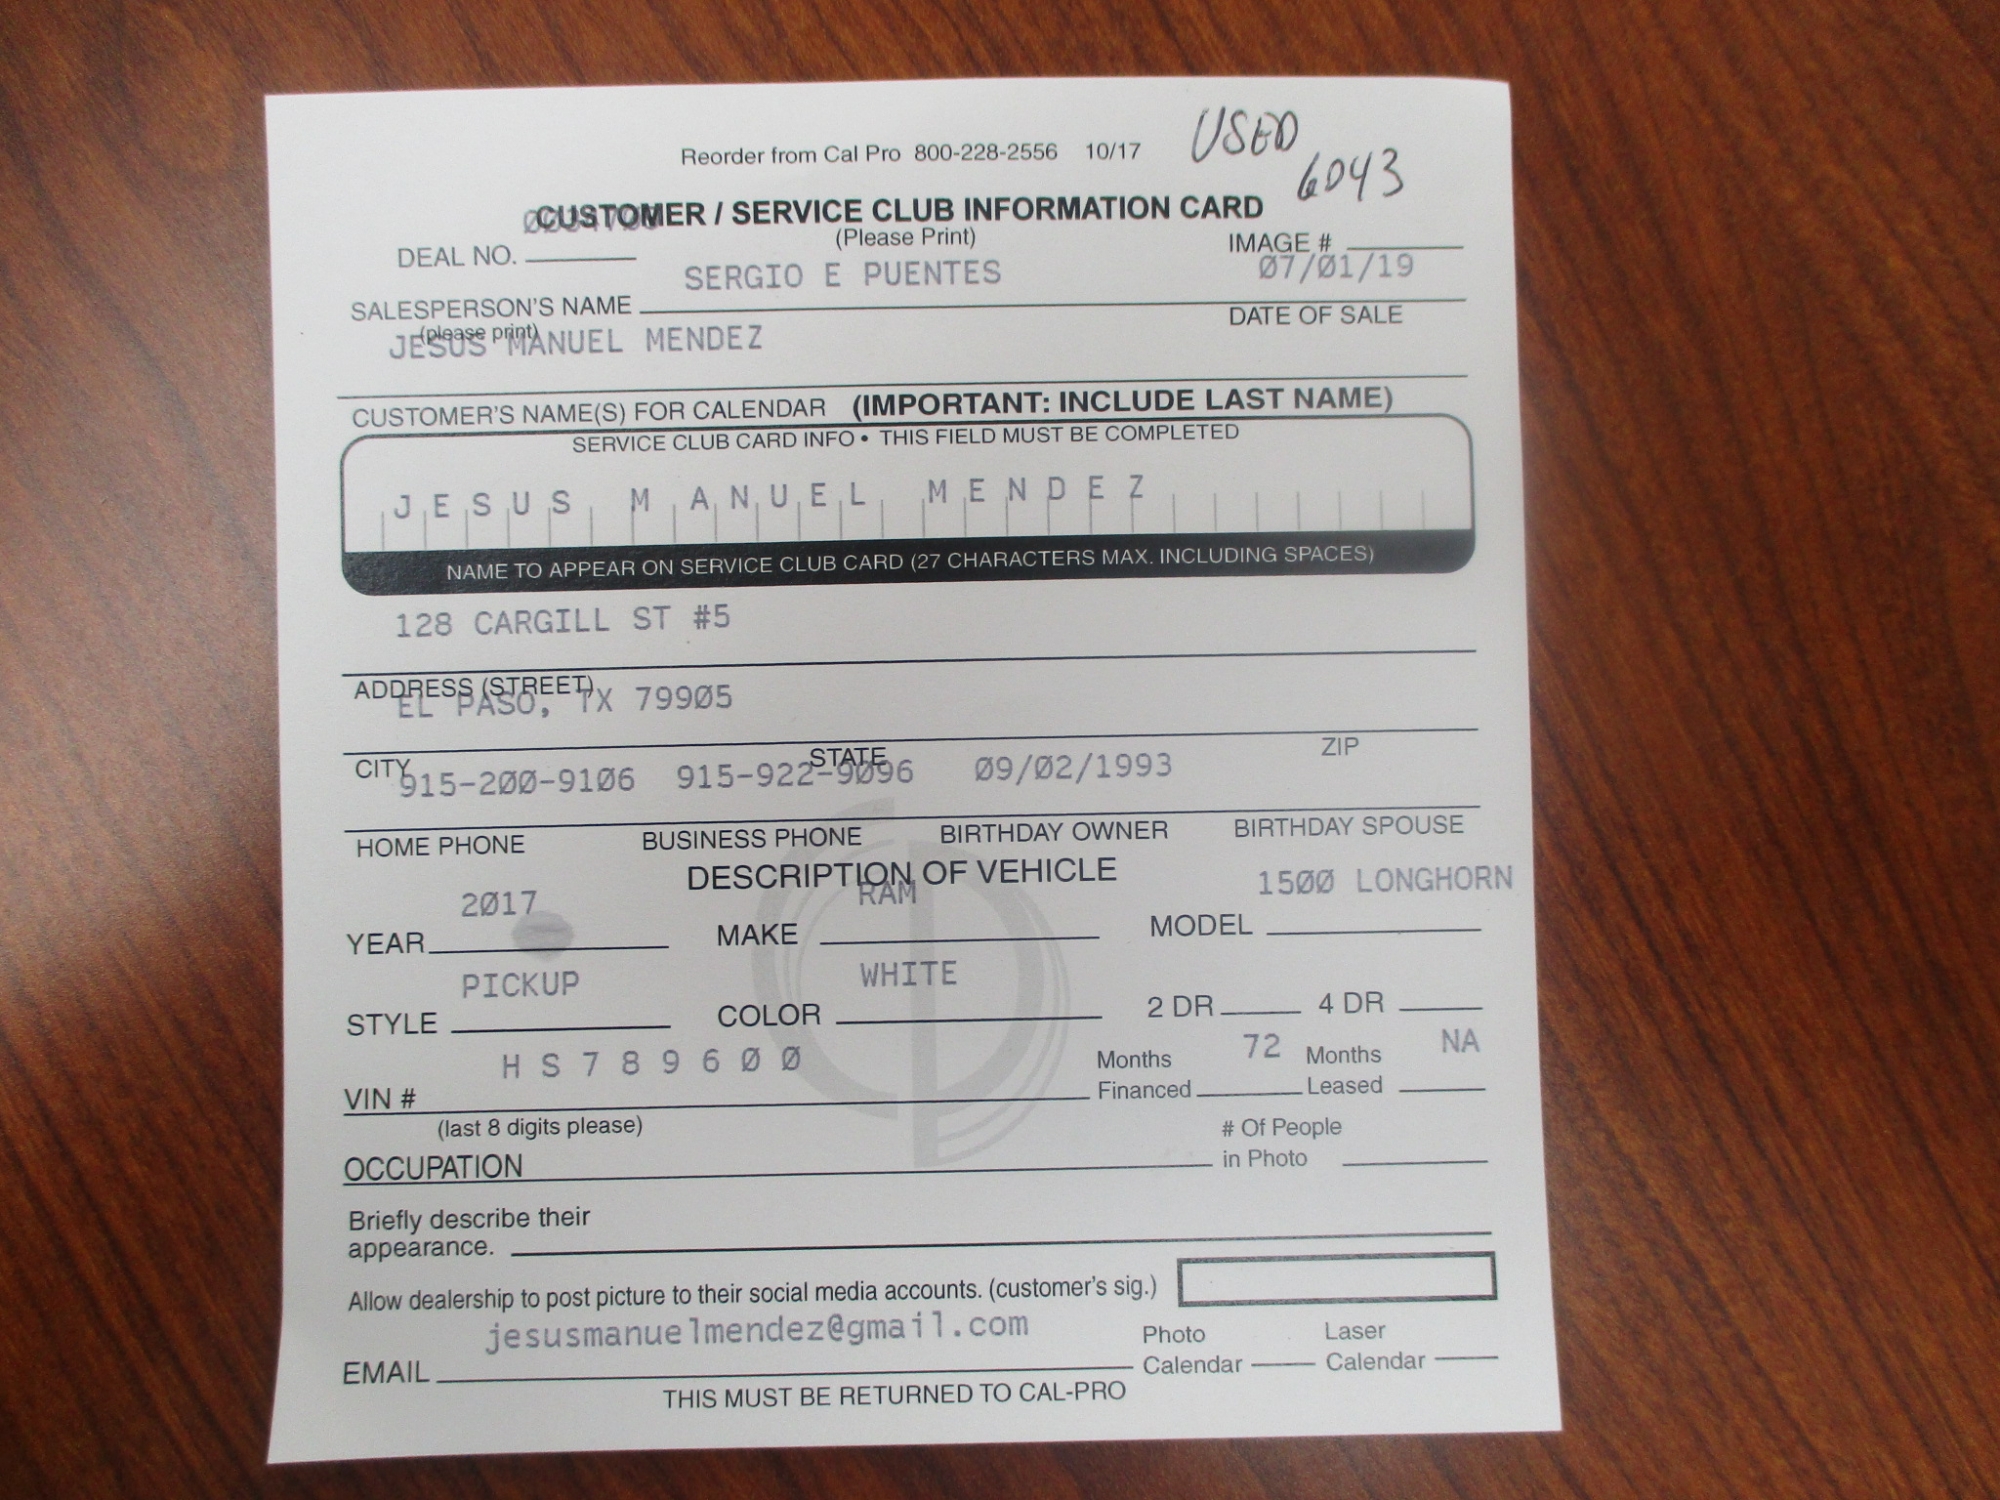 USED
Reorder from Cal Pro 800-228-2556 10/17
6043
CUSTOMER / SERVICE CLUB INFORMATION CARD
(Please Print)
DEAL NO.
IMAGE #
SERGIO E PUENTES 07/01/19
SALESPERSON'S NAME DATE OF SALE
(please print)
JESUS MANUEL MENDEZ
CUSTOMER'S NAME(S) FOR CALENDAR (IMPORTANT: INCLUDE LAST NAME)
SERVICE CLUB CARD INFO • THIS FIELD MUST BE COMPLETED
JESUS MANUEL MENDEZ
NAME TO APPEAR ON SERVICE CLUB CARD (27 CHARACTERS MAX. INCLUDING SPACES)
128 CARGILL ST #5
ADDRESS (STREET)
EL PASO, TX 79905
CITY STATE ZIP
915-200-9106 915-922-9096 09/02/1993
HOME PHONE BUSINESS PHONE BIRTHDAY OWNER BIRTHDAY SPOUSE
DESCRIPTION OF VEHICLE
2017 RAM 1500 LONGHORN
YEAR MAKE MODEL
PICKUP WHITE
STYLE COLOR 2 DR 4 DR
HS789600 Months 72 Months NA
VIN # Financed Leased
(last 8 digits please) # Of People
OCCUPATION in Photo
Briefly describe their
appearance.
Allow dealership to post picture to their social media accounts. (customer's sig.)
jesusmanuelmendez@gmail.com Photo Laser
EMAIL Calendar Calendar
THIS MUST BE RETURNED TO CAL-PRO